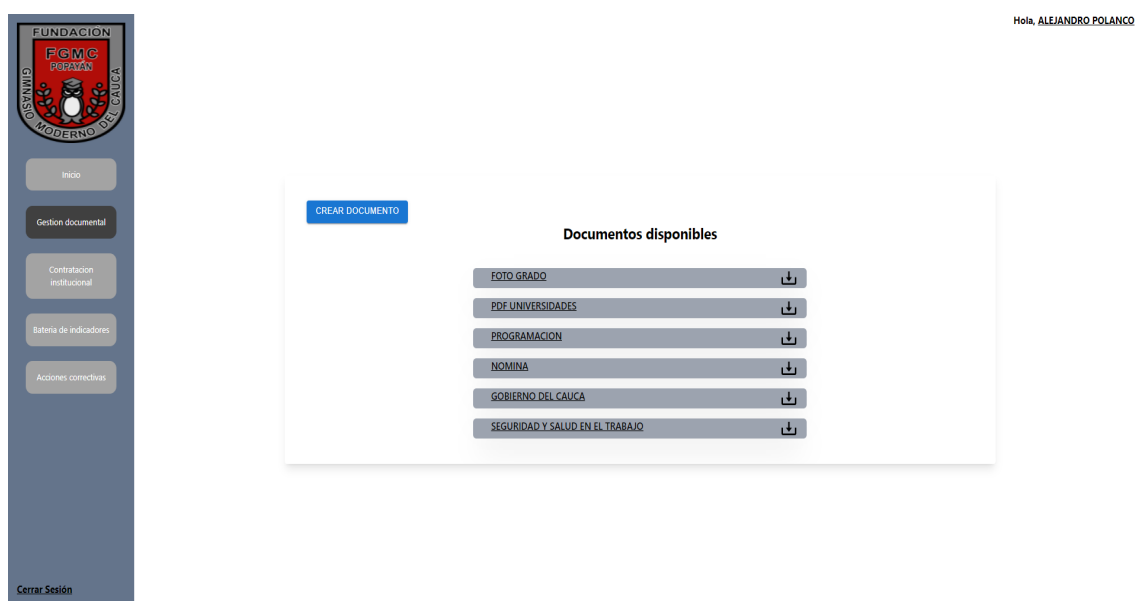 Hola, ALEJANDRO POLANCO
FUNDACIÓN
FGMC
POPAYÁN
GIMNASIO MODERNO DEL CAUCA
Inicio
Gestion documental
Contratacion
institucional
Bateria de indicadores
Acciones correctivas
Cerrar Sesión
CREAR DOCUMENTO
Documentos disponibles
FOTO GRADO
PDF UNIVERSIDADES
PROGRAMACION
NOMINA
GOBIERNO DEL CAUCA
SEGURIDAD Y SALUD EN EL TRABAJO